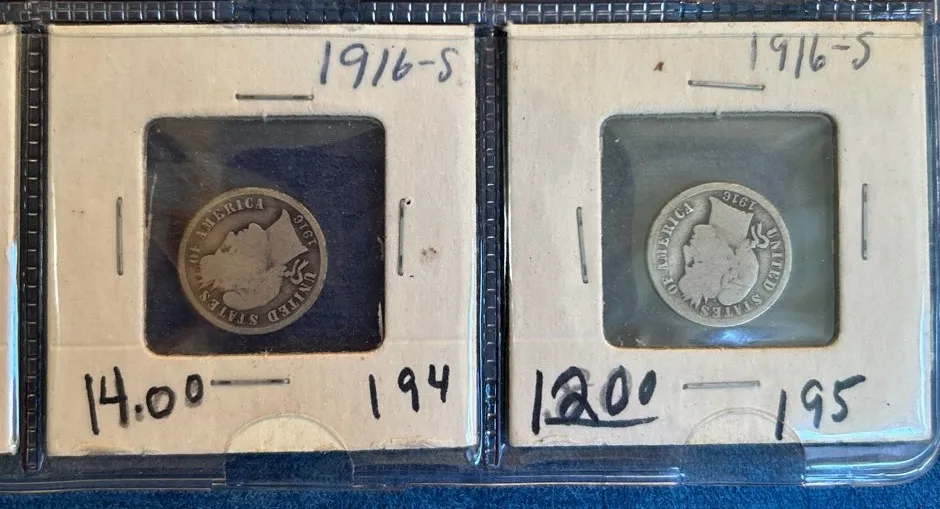 1916-S
UNITED STATES OF AMERICA
1916
14.00
194
1916-S
UNITED STATES OF AMERICA
1916
12.00
195